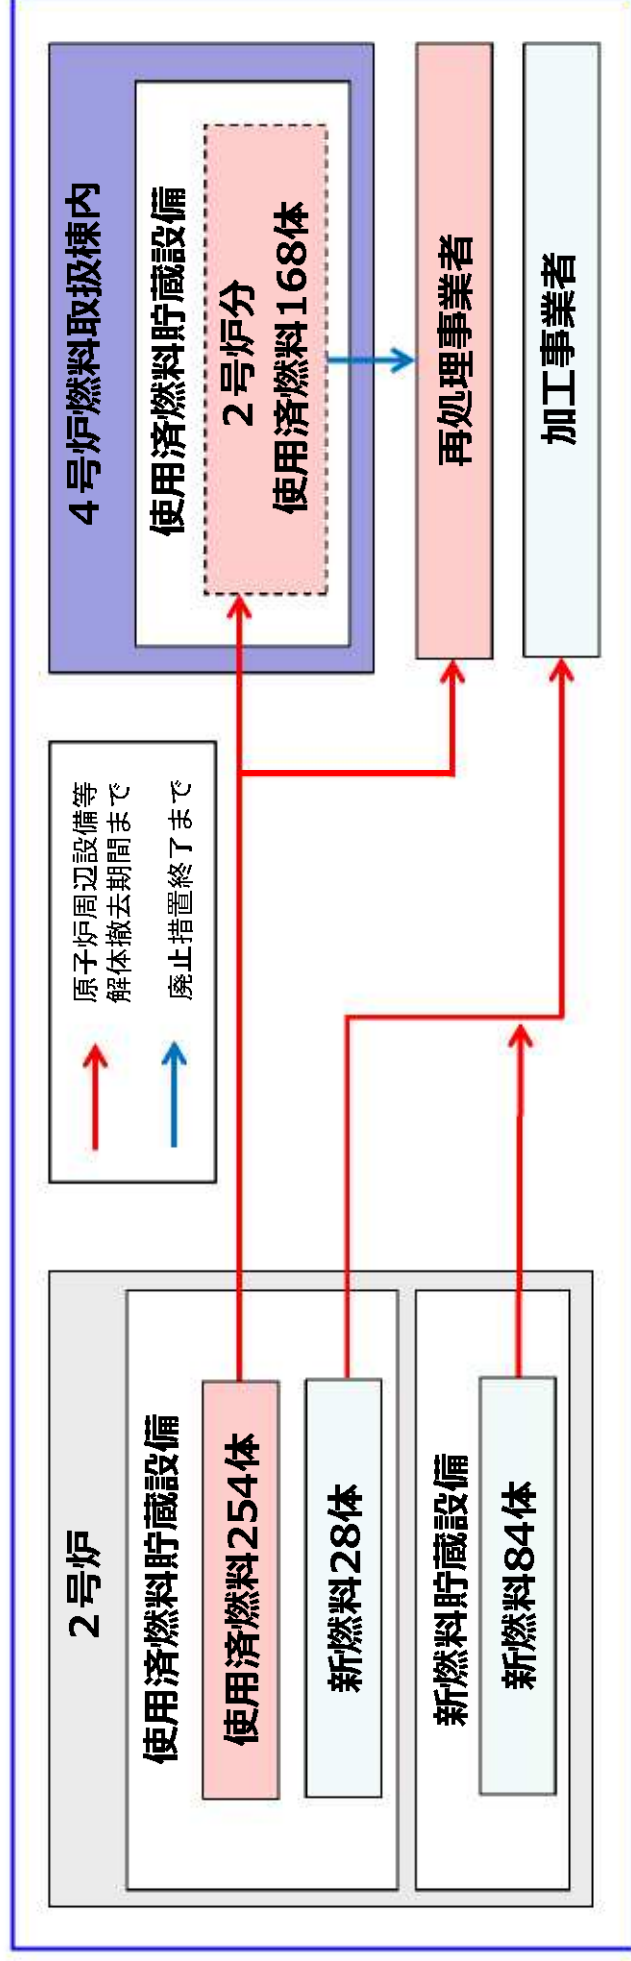 2号炉
使用済燃料貯蔵設備
使用済燃料254体
新燃料28体
新燃料貯蔵設備
新燃料84体
原子炉周辺設備等
解体撤去期間まで
廃止措置終了まで
4号炉燃料取扱棟内
使用済燃料貯蔵設備
2号炉分
使用済燃料168体
再処理事業者
加工事業者